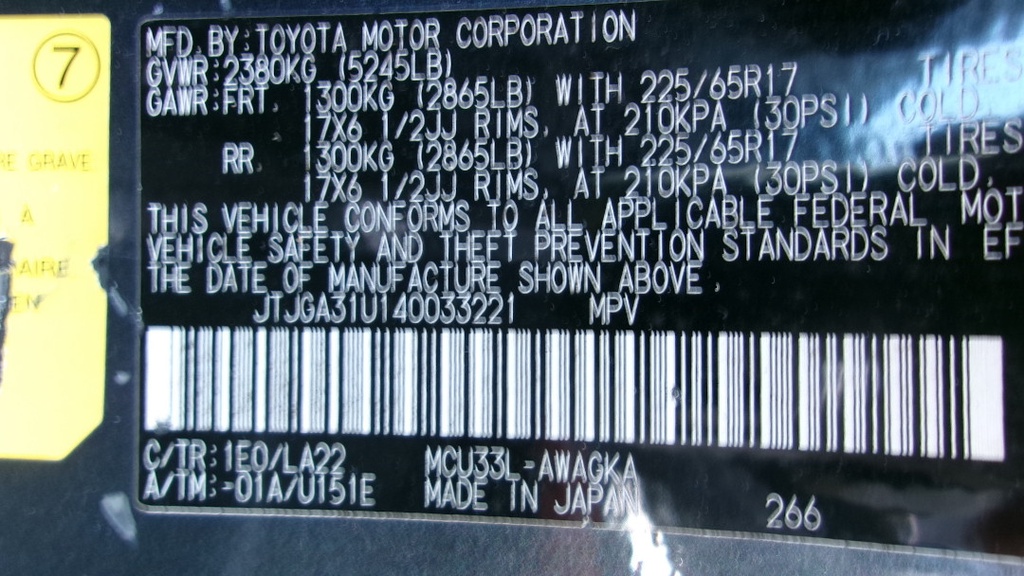 7
RE GRAVE
A
AIRE
EN
MFD. BY: TOYOTA MOTOR CORPORATION
GVWR: 2380KG (5245LB)
GAWR: FRT. 1300KG (2865LB) WITH 225/65R17 TIRES
17X6 1/2JJ RIMS, AT 210KPA (30PSI) COLD.
RR. 1300KG (2865LB) WITH 225/65R17 TIRES
17X6 1/2JJ RIMS, AT 210KPA (30PSI) COLD.
THIS VEHICLE CONFORMS TO ALL APPLICABLE FEDERAL MOT
VEHICLE SAFETY AND THEFT PREVENTION STANDARDS IN EF
THE DATE OF MANUFACTURE SHOWN ABOVE.
JTJGA31U140033221 MPV
C/TR: 1E0/LA22 MCU33L-AWAGKA
A/TM: -01A/U151E MADE IN JAPAN 266